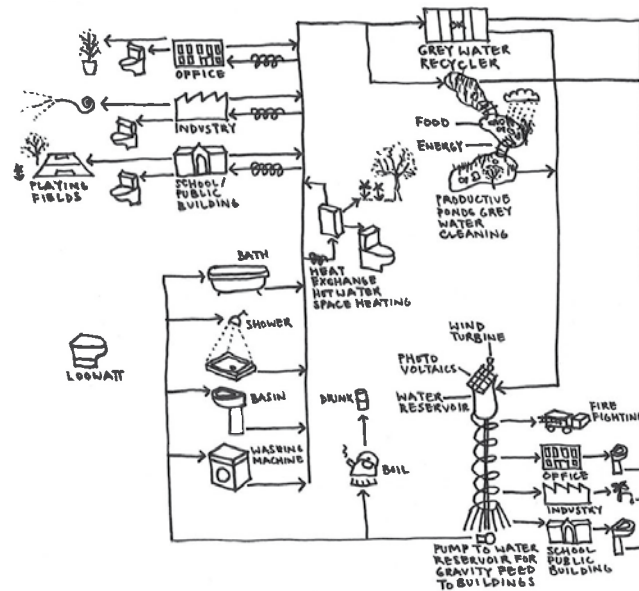 GREY WATER
RECYCLER
OFFICE
INDUSTRY
FOOD
ENERGY
PLAYING
FIELDS
SCHOOL/
PUBLIC
BUILDING
PRODUCTIVE
PONDS GREY
WATER
CLEANING
BATH
HEAT
EXCHANGE
HOT WATER
SPACE HEATING
SHOWER
LOOWATT
WIND
TURBINE
PHOTO
VOLTAICS
WATER
RESERVOIR
BASIN
DRINK
FIRE
FIGHTING
WASHING
MACHINE
BOIL
OFFICE
INDUSTRY
PUMP TO WATER
RESERVOIR FOR
GRAVITY FEED
TO BUILDINGS
SCHOOL
PUBLIC
BUILDING